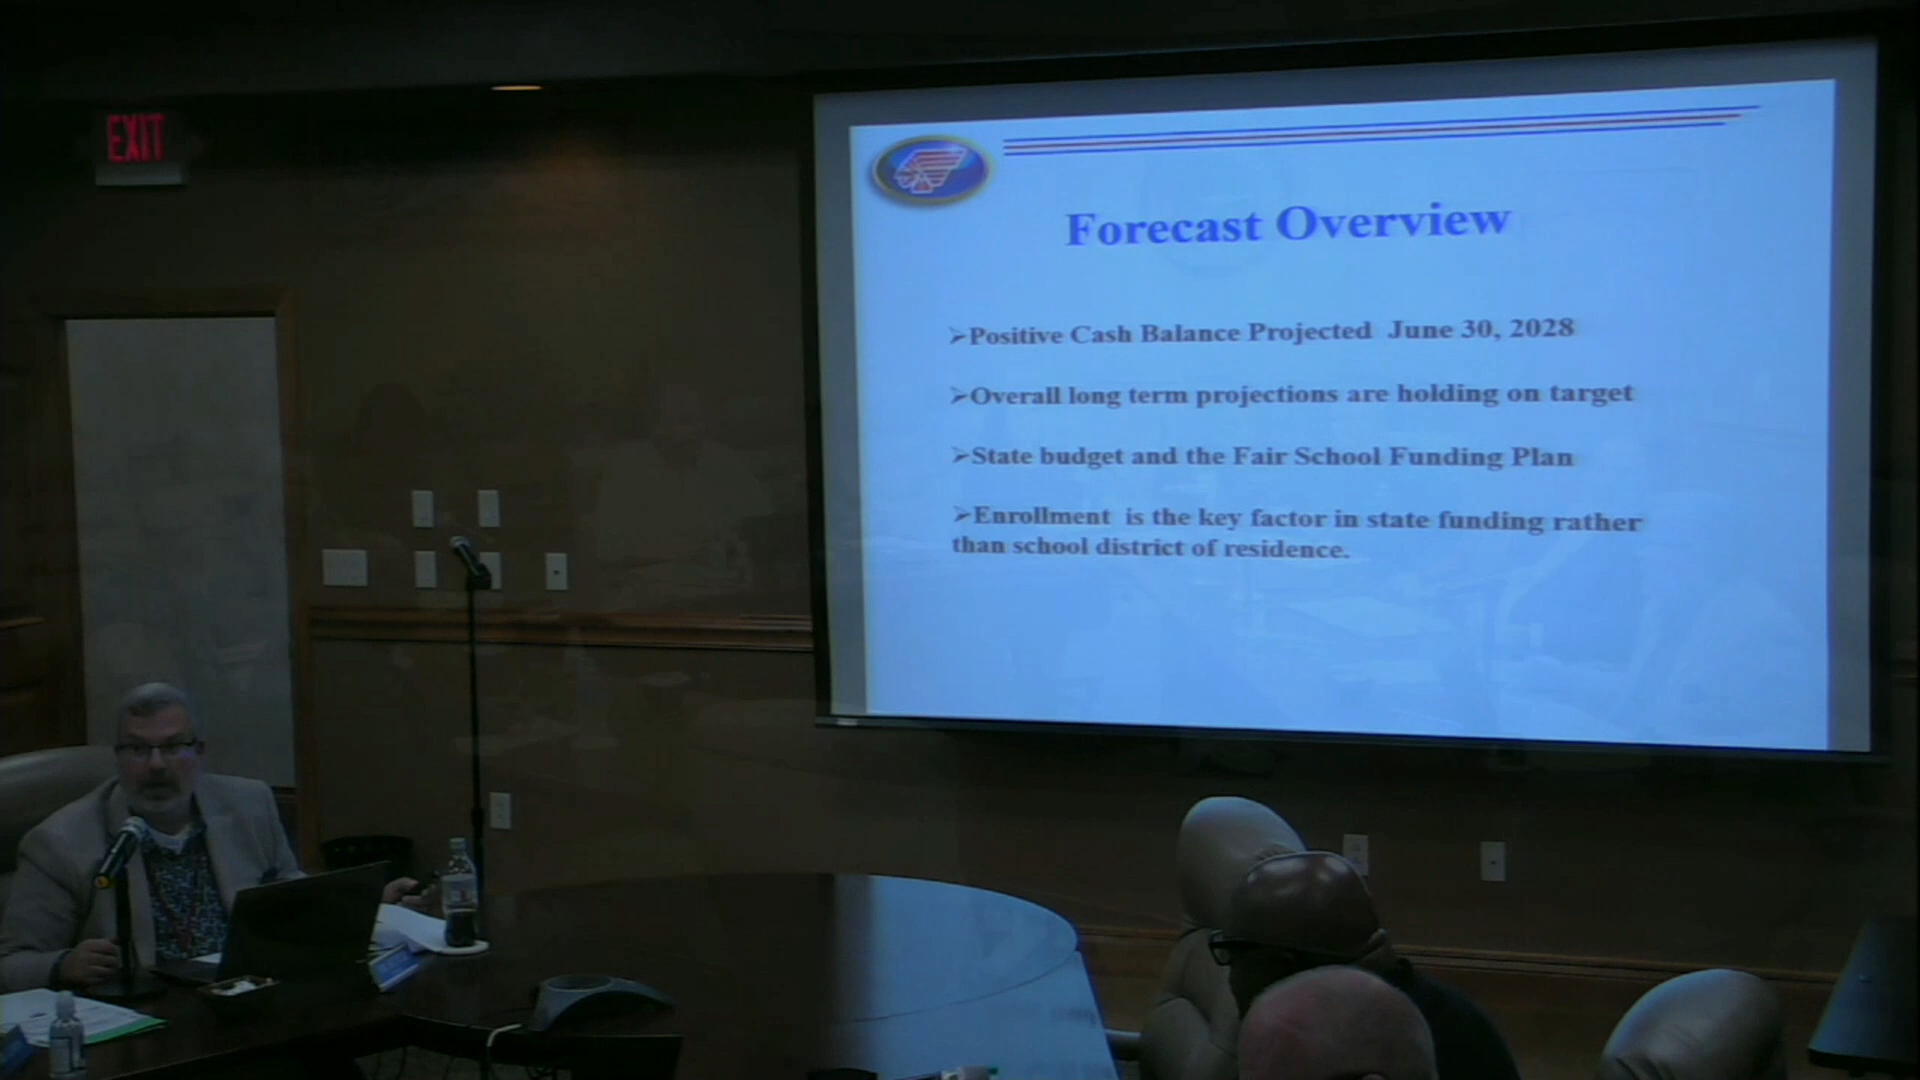 EXIT
Forecast Overview
➢Positive Cash Balance Projected June 30, 2028
➢Overall long term projections are holding on target
➢State budget and the Fair School Funding Plan
➢Enrollment is the key factor in state funding rather
than school district of residence.